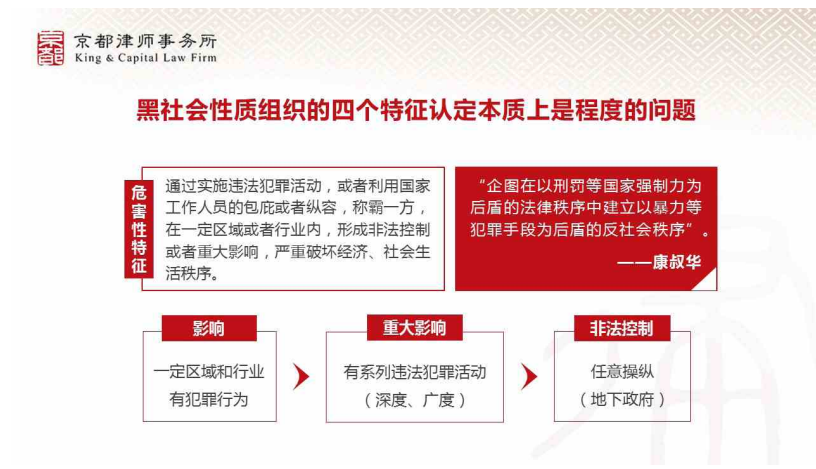 京都律师事务所
King & Capital Law Firm
黑社会性质组织的四个特征认定本质上是程度的问题
危害性特征
通过实施违法犯罪活动，或者利用国家
工作人员的包庇或者纵容，称霸一方，
在一定区域或者行业内，形成非法控制
或者重大影响，严重破坏经济、社会生
活秩序。
“企图在以刑罚等国家强制力为
后盾的法律秩序中建立以暴力等
犯罪手段为后盾的反社会秩序”。
——康叔华
影响
一定区域和行业
有犯罪行为
重大影响
有系列违法犯罪活动
（深度、广度）
非法控制
任意操纵
（地下政府）